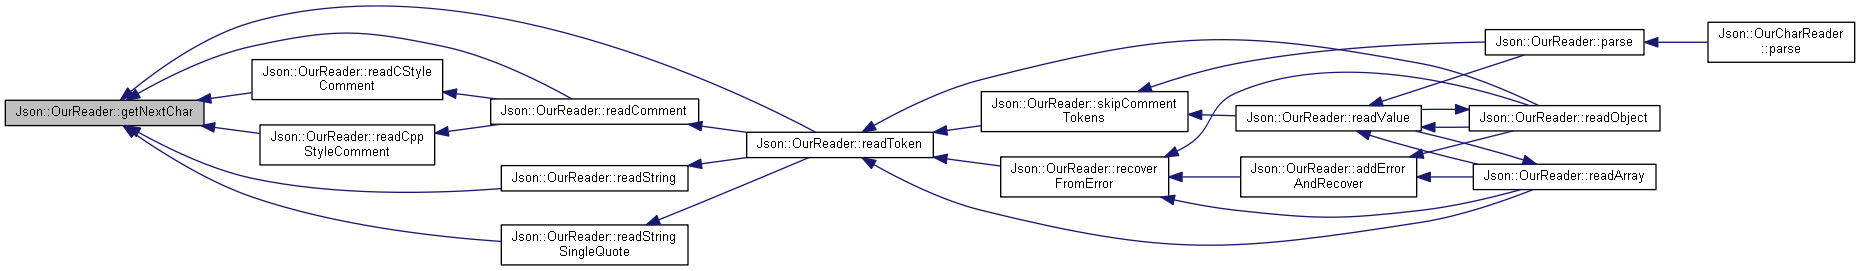 Json::OurReader::getNextChar
Json::OurReader::readCStyle
Comment
Json::OurReader::readCpp
StyleComment
Json::OurReader::readComment
Json::OurReader::readString
Json::OurReader::readString
SingleQuote
Json::OurReader::readToken
Json::OurReader::skipComment
Tokens
Json::OurReader::recover
FromError
Json::OurReader::readValue
Json::OurReader::addError
AndRecover
Json::OurReader::parse
Json::OurReader::readObject
Json::OurReader::readArray
Json::OurCharReader
::parse